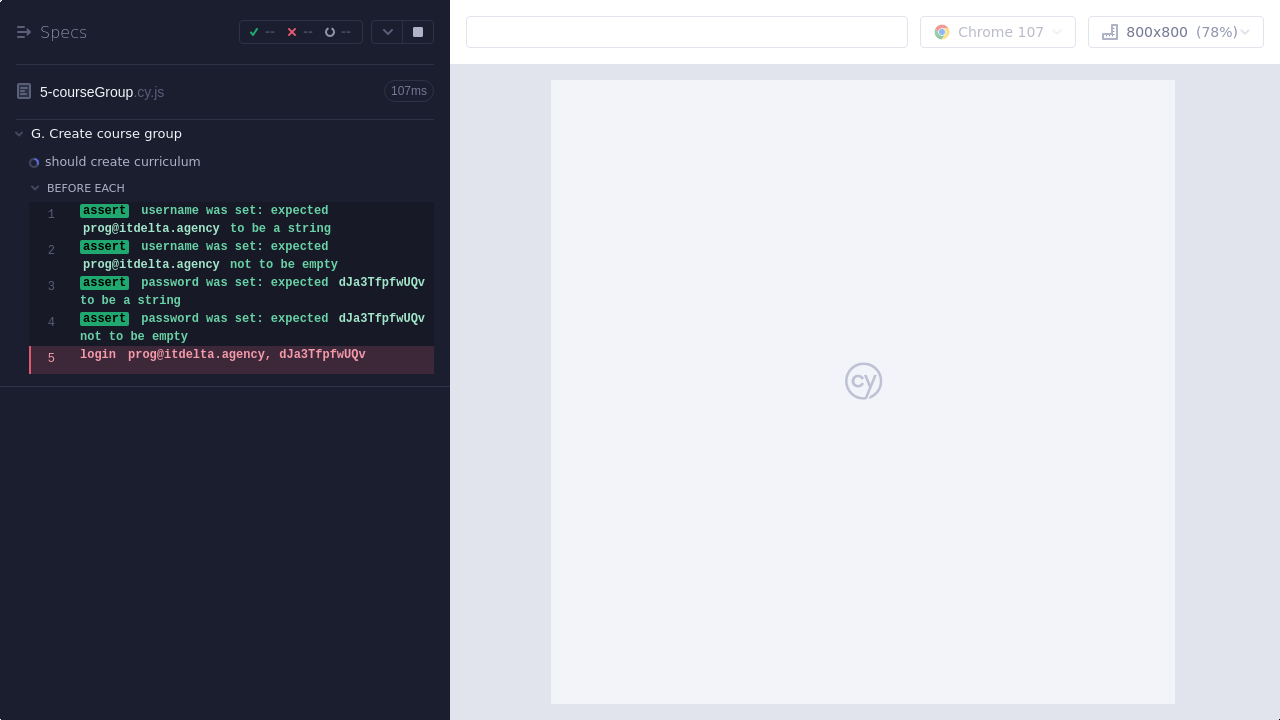 Specs -- -- --
Chrome 107 800x800 (78%)
5-courseGroup.cy.js 107ms
G. Create course group
should create curriculum
BEFORE EACH
1 assert username was set: expected
prog@itdelta.agency to be a string
2 assert username was set: expected
prog@itdelta.agency not to be empty
3 assert password was set: expected dJa3TfpfwUQv
to be a string
4 assert password was set: expected dJa3TfpfwUQv
not to be empty
5 login prog@itdelta.agency, dJa3TfpfwUQv
cy